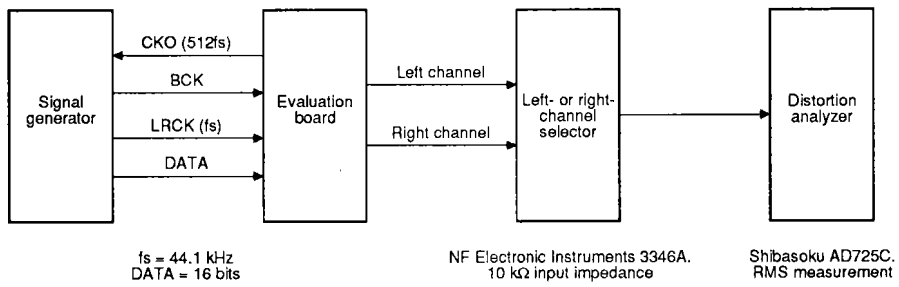 CKO (512fs)
BCK
LRCK (fs)
DATA
Signal
generator
Evaluation
board
Left channel
Right channel
Left- or right-
channel
selector
Distortion
analyzer
fs = 44.1 kHz
DATA = 16 bits
NF Electronic Instruments 3346A.
10 kΩ input impedance
Shibasoku AD725C.
RMS measurement